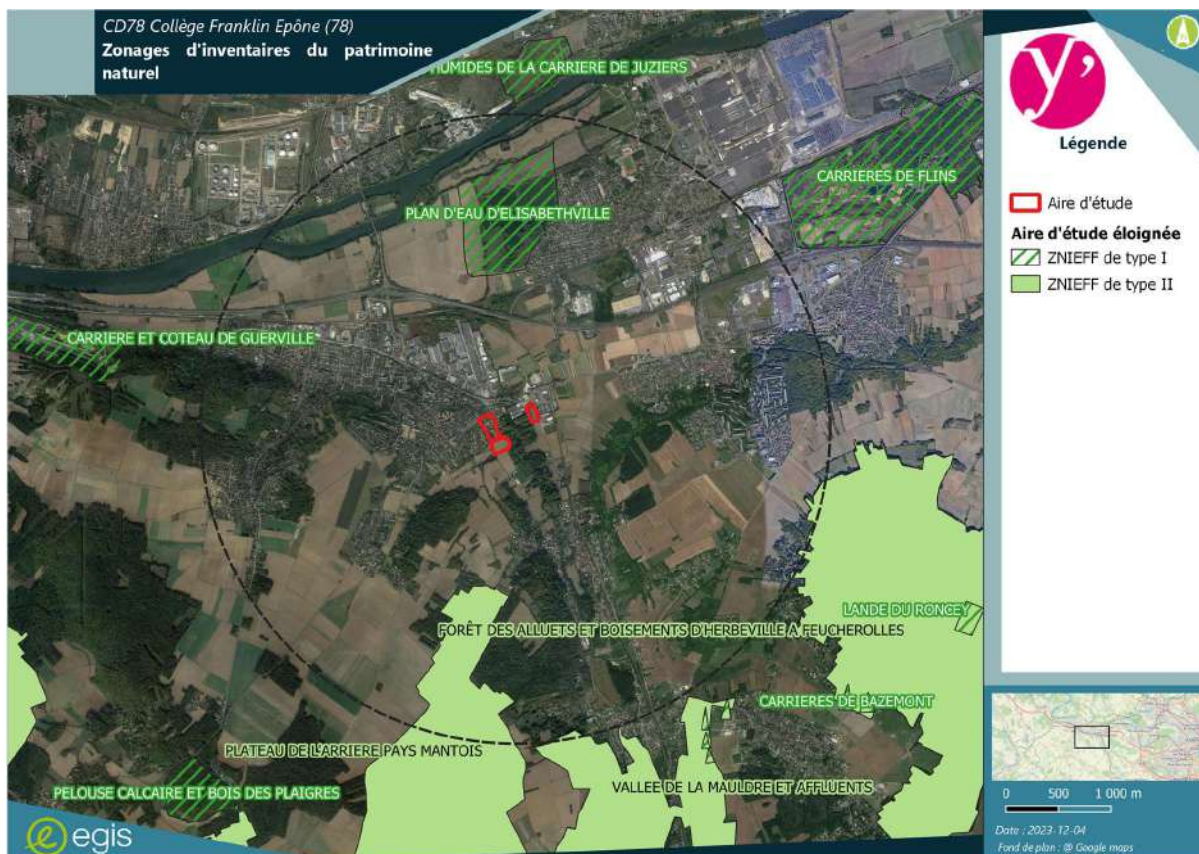 CD78 Collège Franklin Epône (78)
Zonages d'inventaires du patrimoine
naturel
HUMIDES DE LA CARRIERE DE JUZIERS
CARRIERES DE FLINS
PLAN D'EAU D'ELISABETHVILLE
CARRIERE ET COTEAU DE GUERVILLE
LANDE DU RONCEY
FORÊT DES ALLUETS ET BOISEMENTS D'HERBEVILLE A FEUCHEROLLES
CARRIERES DE BAZEMONT
PLATEAU DE L'ARRIERE PAYS MANTOIS
PELOUSE CALCAIRE ET BOIS DES PLAIGRES
VALLEE DE LA MAULDRE ET AFFLUENTS
egis
y'
Légende
Aire d'étude
Aire d'étude éloignée
ZNIEFF de type I
ZNIEFF de type II
0 500 1 000 m
Date : 2023-12-04
Fond de plan : @ Google maps